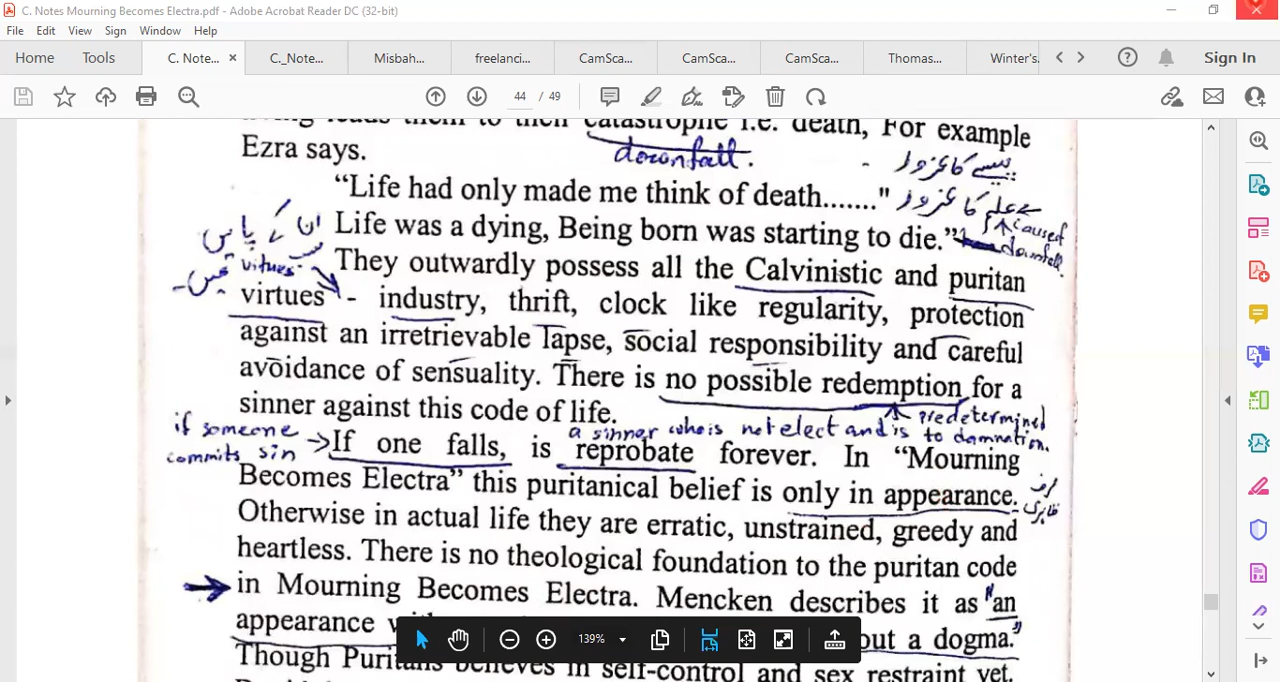 C. Notes Mourning Becomes Electra.pdf - Adobe Acrobat Reader DC (32-bit)
File Edit View Sign Window Help
Home Tools C. Note... × C._Note... Misbah... freelanci... CamSca... CamSca... CamSca... Thomas... Winter's. Sign In
44 / 49
catastrophe i.e. death, For example
downfall.
Ezra says.
"Life had only made me think of death......."
caused
Life was a dying, Being born was starting to die."
downfall.
They outwardly possess all the Calvinistic and puritan
ان کے پاس
vitues
virtues - industry, thrift, clock like regularity, protection
against an irretrievable lapse, social responsibility and careful
avoidance of sensuality. There is no possible redemption for a
sinner against this code of life.
predetermined
if someone
commits sin
a sinner who is not elect and is to damnation.
If one falls, is reprobate forever. In "Mourning
Becomes Electra" this puritanical belief is only in appearance.
Otherwise in actual life they are erratic, unstrained, greedy and
heartless. There is no theological foundation to the puritan code
in Mourning Becomes Electra. Mencken describes it as "an
appearance out a dogma."
139%
Though Puritans believes in self-control and sex restraint yet.